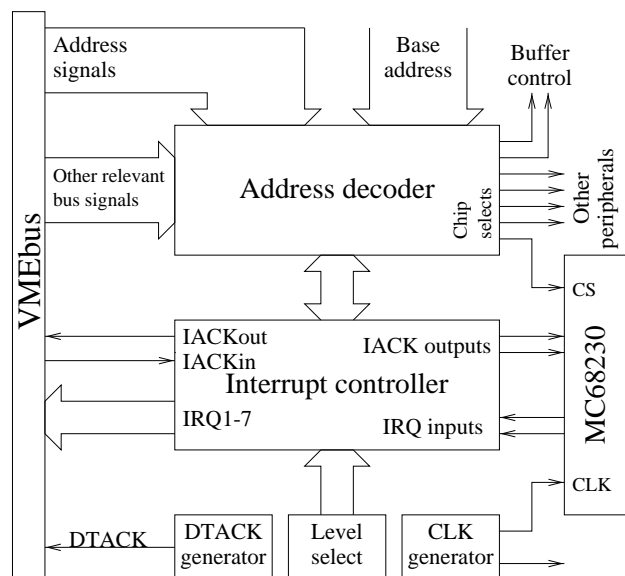 Address
signals
Base
address
Buffer
control
Other relevant
bus signals
Address decoder
Chip
selects
Other
peripherals
VMEbus
CS
IACKout
IACKin
IACK outputs
Interrupt controller
IRQ1-7
IRQ inputs
MC68230
CLK
DTACK
DTACK
generator
Level
select
CLK
generator